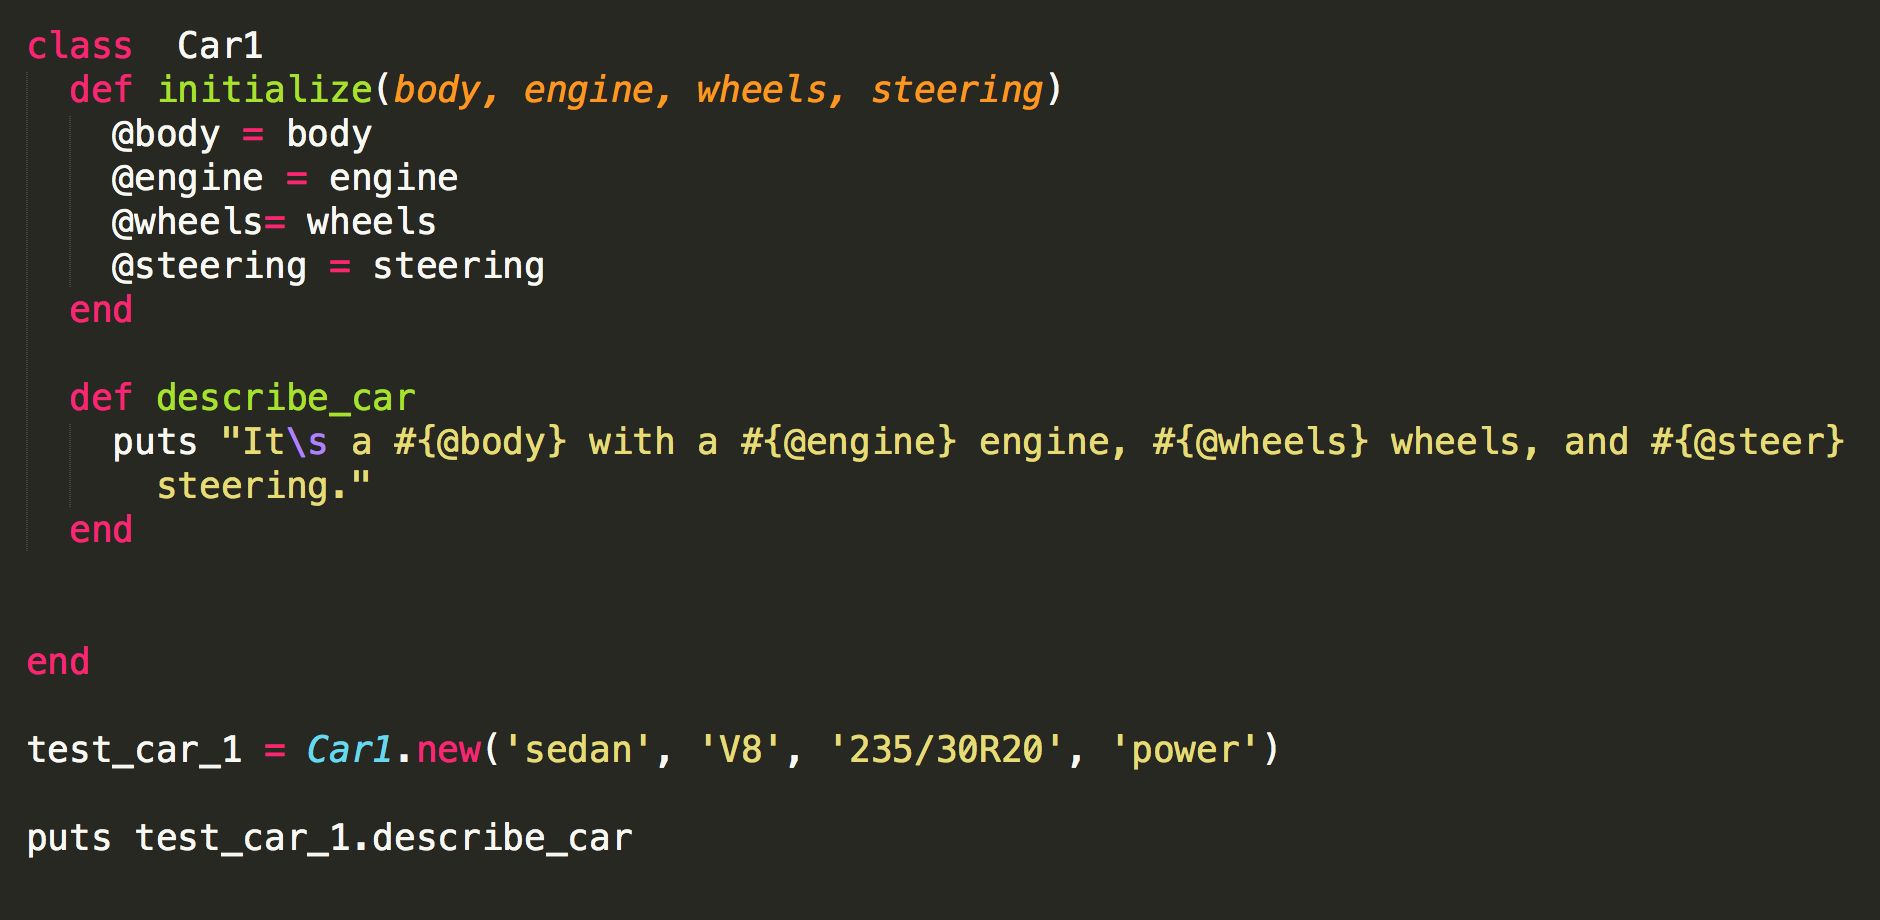 class  Car1
  def initialize(body, engine, wheels, steering)
    @body = body
    @engine = engine
    @wheels= wheels
    @steering = steering
  end

  def describe_car
    puts "It\s a #{@body} with a #{@engine} engine, #{@wheels} wheels, and #{@steer}
      steering."
  end

end

test_car_1 = Car1.new('sedan', 'V8', '235/30R20', 'power')

puts test_car_1.describe_car